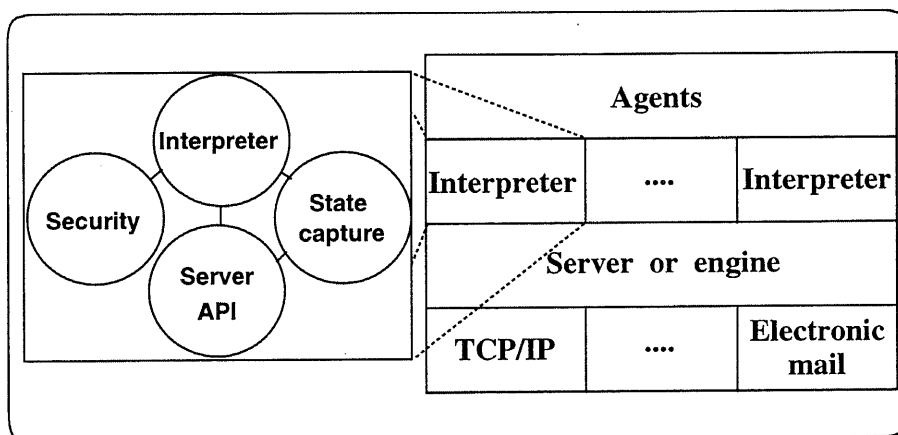 Interpreter
Security
State
capture
Server
API
Agents
Interpreter
....
Interpreter
Server or engine
TCP/IP
....
Electronic
mail